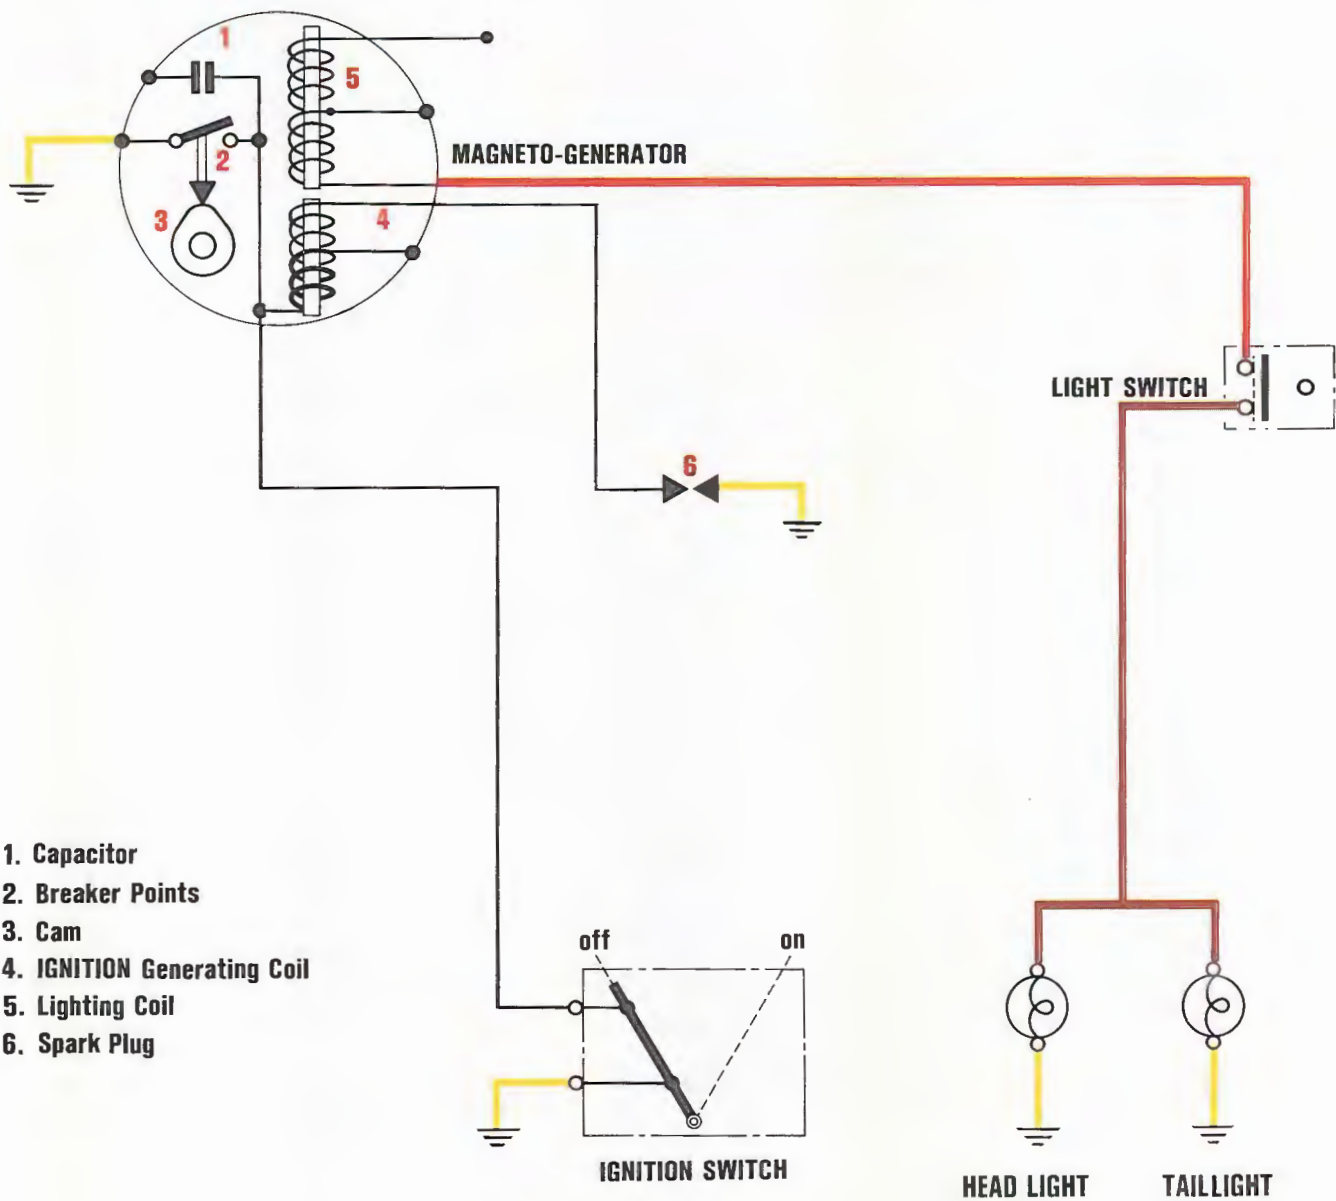 1
5
MAGNETO-GENERATOR
2
3
4
LIGHT SWITCH
6
1. Capacitor
2. Breaker Points
3. Cam
4. IGNITION Generating Coil
5. Lighting Coil
6. Spark Plug
off on
IGNITION SWITCH
HEAD LIGHT TAILLIGHT